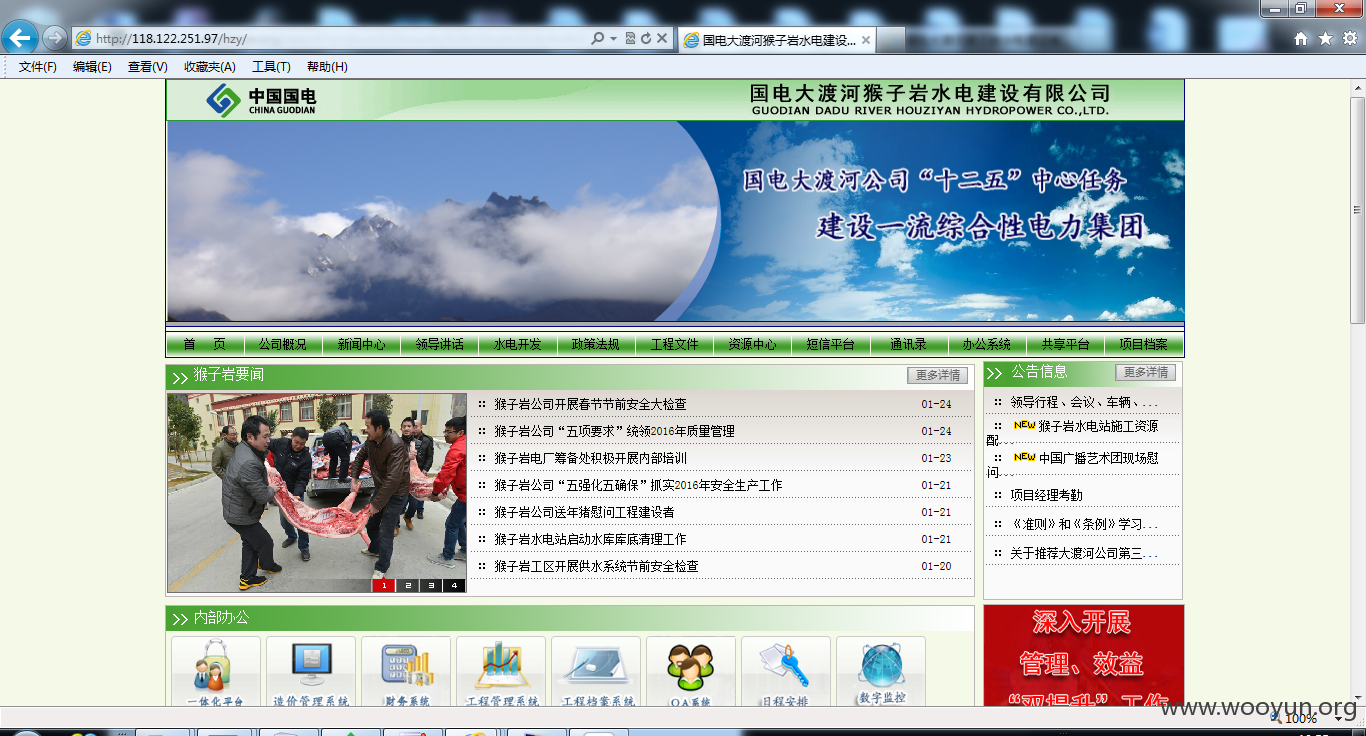 http://118.122.251.97/hzy/
国电大渡河猴子岩水电建设...
文件(F) 编辑(E) 查看(V) 收藏夹(A) 工具(T) 帮助(H)
中国国电
CHINA GUODIAN
国电大渡河猴子岩水电建设有限公司
GUODIAN DADU RIVER HOUZIYAN HYDROPOWER CO.,LTD.
国电大渡河公司“十二五”中心任务
建设一流综合性电力集团
首 页 公司概况 新闻中心 领导讲话 水电开发 政策法规 工程文件 资源中心 短信平台 通讯录 办公系统 共享平台 项目档案
猴子岩要闻 更多详情
猴子岩公司开展春节节前安全大检查 01-24
猴子岩公司“五项要求”统领2016年质量管理 01-24
猴子岩电厂筹备处积极开展内部培训 01-23
猴子岩公司“五强化五确保”抓实2016年安全生产工作 01-21
猴子岩公司送年猪慰问工程建设者 01-21
猴子岩水电站启动水库库底清理工作 01-21
猴子岩工区开展供水系统节前安全检查 01-20
1 2 3 4
公告信息 更多详情
领导行程、会议、车辆、...
NEW 猴子岩水电站施工资源
配...
NEW 中国广播艺术团现场慰
问...
项目经理考勤
《准则》和《条例》学习...
关于推荐大渡河公司第三...
内部办公
一体化平台 造价管理系统 财务系统 工程管理系统 工程档案系统 OA系统 日程安排 数字监控
深入开展
管理、效益
“双提升”工作
www.wooyun.org
100%